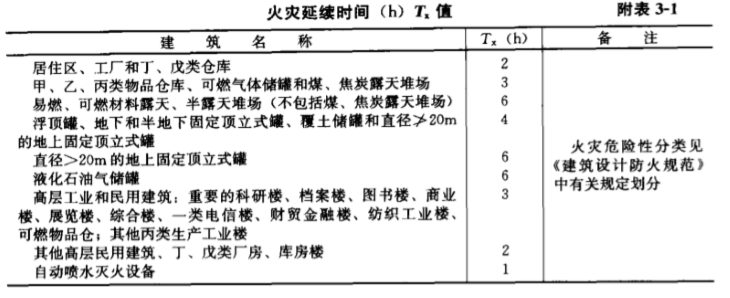 火灾延续时间（h）Tx 值 附表 3-1
建筑名称 Tx（h） 备注
居住区、工厂和丁、戊类仓库 2
甲、乙、丙类物品仓库、可燃气体储罐和煤、焦炭露天堆场 3
易燃、可燃材料露天、半露天堆场（不包括煤、焦炭露天堆场） 6
浮顶罐、地下和半地下固定顶立式罐、覆土储罐和直径≯20m 4
的地上固定顶立式罐
直径＞20m的地上固定顶立式罐 6
液化石油气储罐 6
高层工业和民用建筑：重要的科研楼、档案楼、图书楼、商业 3
楼、展览楼、综合楼、一类电信楼、财贸金融楼、纺织工业楼、
可燃物品仓；其他丙类生产工业楼
其他高层民用建筑、丁、戊类厂房、库房楼 2
自动喷水灭火设备 1
火灾危险性分类见
《建筑设计防火规范》
中有关规定划分